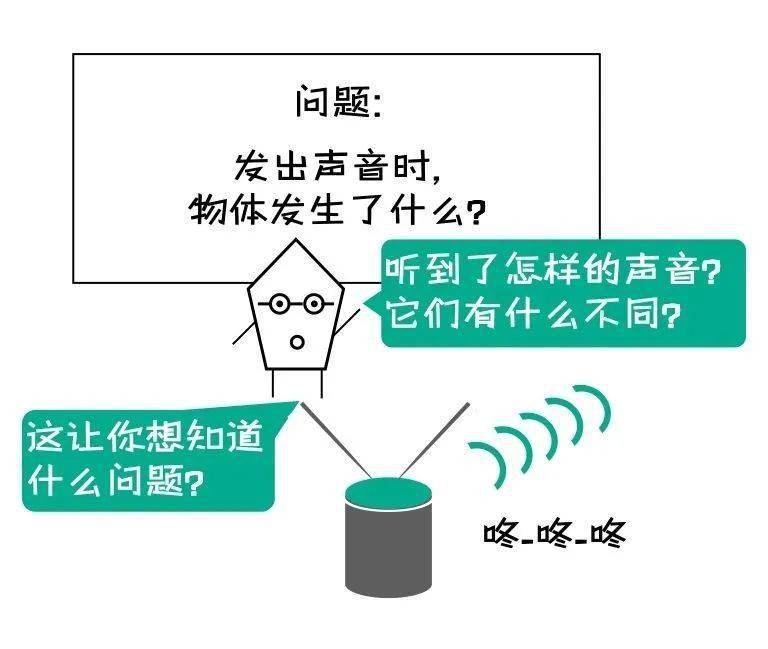 问题:
发出声音时,
物体发生了什么?
听到了怎样的声音?
它们有什么不同?
这让你想知道
什么问题?
咚-咚-咚